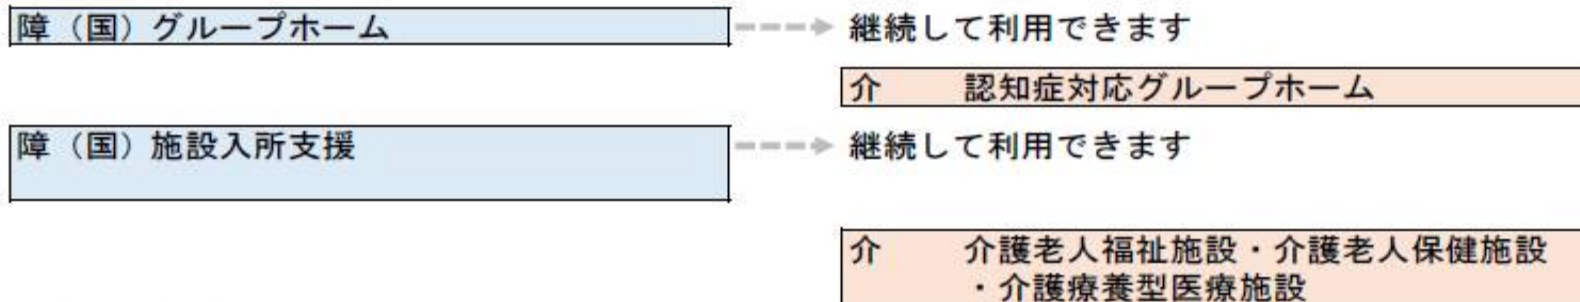 障（国）グループホーム
継続して利用できます
介 認知症対応グループホーム
障（国）施設入所支援
継続して利用できます
介 介護老人福祉施設・介護老人保健施設
・介護療養型医療施設